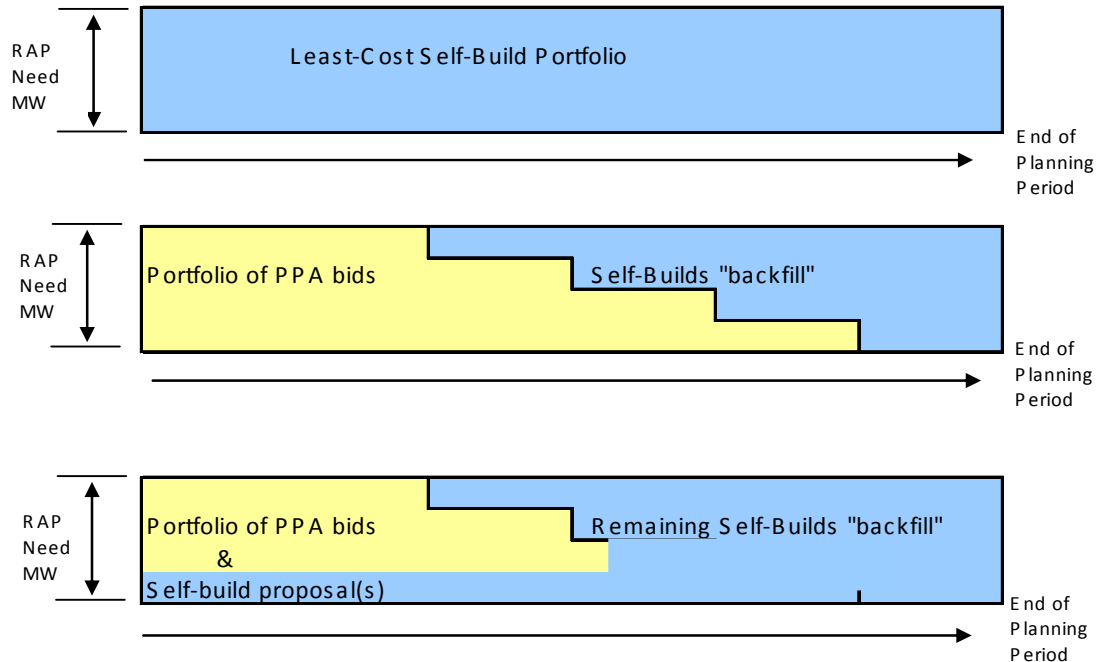 RAP
Need
MW
Least-Cost Self-Build Portfolio
End of
Planning
Period
RAP
Need
MW
Portfolio of PPA bids
Self-Builds "backfill"
End of
Planning
Period
RAP
Need
MW
Portfolio of PPA bids
&
Self-build proposal(s)
Remaining Self-Builds "backfill"
End of
Planning
Period